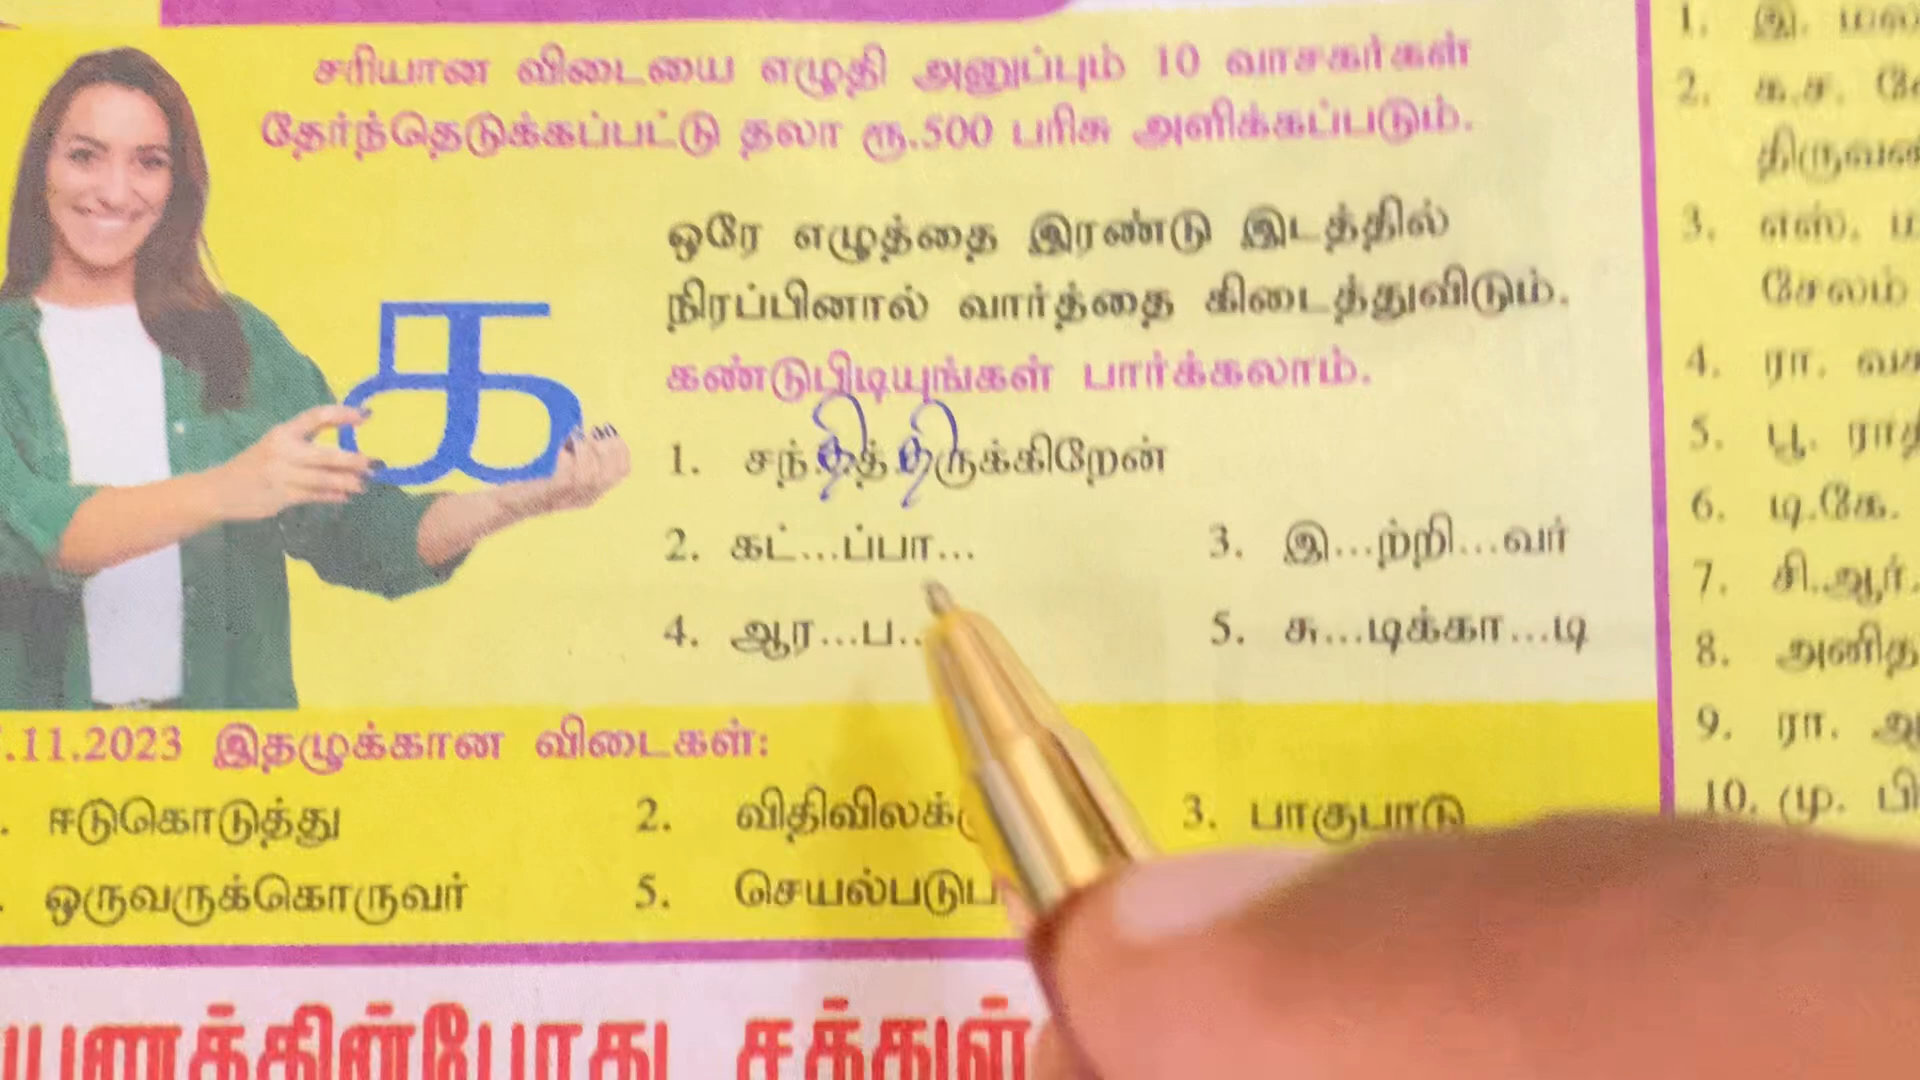 சரியான விடையை எழுதி அனுப்பும் 10 வாசகர்கள்
தேர்ந்தெடுக்கப்பட்டு தலா ரூ.500 பரிசு அளிக்கப்படும்.
ஒரே எழுத்தை இரண்டு இடத்தில்
நிரப்பினால் வார்த்தை கிடைத்துவிடும்.
கண்டுபிடியுங்கள் பார்க்கலாம்.
க
1. சந்தித்திருக்கிறேன்
2. கட்...ப்பா... 3. இ...ற்றி...வர்
4. ஆர...ப.. 5. சு...டிக்கா...டி
.11.2023 இதழுக்கான விடைகள்:
ஈடுகொடுத்து 2. விதிவிலக்கு 3. பாகுபாடு
ஒருவருக்கொருவர் 5. செயல்படுப
யணக்கின்போது சக்குள்
1. இ.
2. க.ச.
3. எஸ்.
சேலம்
4. ரா.
5. பூ.
6. டி.கே.
7. சி.ஆர்.
8.
9. ரா.
10. மு.